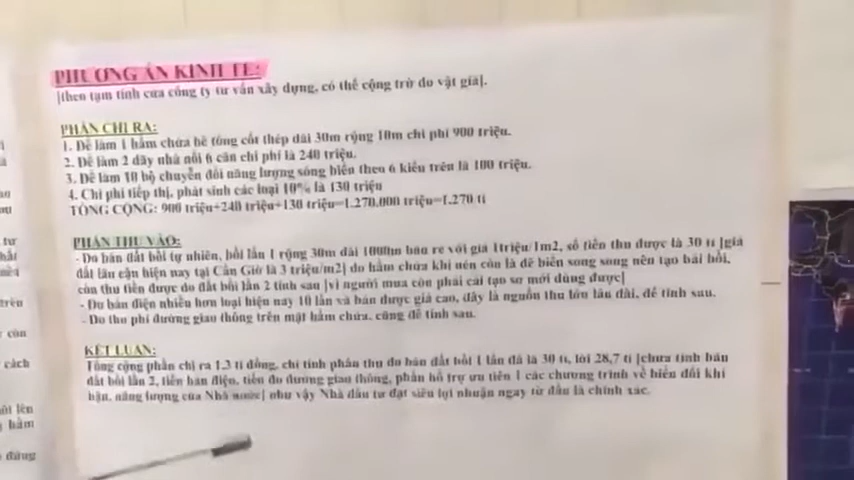 PHƯƠNG ÁN KINH TẾ:
[theo tạm tính của công ty tư vấn xây dựng, có thể cộng trừ do vật giá].
PHẦN CHI RA:
1. Để làm 1 hầm chứa bê tông cốt thép dài 30m rộng 10m chi phí 900 triệu.
2. Để làm 2 dãy nhà nổi 6 căn chi phí là 240 triệu.
3. Để làm 10 bộ chuyển đổi năng lượng sóng biển theo 6 kiểu trên là 100 triệu.
4. Chi phí tiếp thị, phát sinh các loại 10% là 130 triệu
TỔNG CỘNG: 900 triệu+240 triệu+130 triệu=1.270.000 triệu=1.270 tỉ
PHẦN THU VÀO:
- Do bán đất bồi tự nhiên, bồi lần 1 rộng 30m dài 1000m bán rẻ với giá 1triệu/1m2, số tiền thu được là 30 tỉ [giá
đất lân cận hiện nay tại Cần Giờ là 3 triệu/m2] do hầm chứa khí nén còn là đê biển song song nên tạo bãi bồi,
còn thu tiền được do đất bồi lần 2 tính sau [vì người mua còn phải cải tạo sơ mới dùng được]
- Do bán điện nhiều hơn loại hiện nay 10 lần và bán được giá cao, đây là nguồn thu lớn lâu dài, để tính sau.
- Do thu phí đường giao thông trên mặt hầm chứa, cũng để tính sau.
KẾT LUẬN:
Tổng cộng phần chi ra 1,3 tỉ đồng, chỉ tính phần thu do bán đất bồi 1 lần đã là 30 tỉ, lời 28,7 tỉ [chưa tính bán
đất bồi lần 2, tiền bán điện, tiền do đường giao thông, phần hỗ trợ ưu tiên 1 các chương trình về biến đổi khí
hậu, năng lượng của Nhà nước] như vậy Nhà đầu tư đạt siêu lợi nhuận ngay từ đầu là chính xác.
trên
cách
hầm